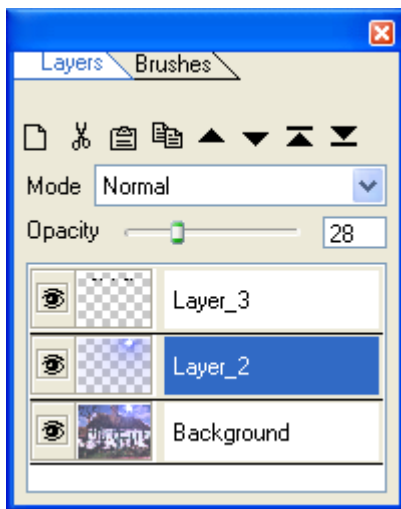 Layers Brushes
Mode Normal
Opacity 28
Layer_3
Layer_2
Background